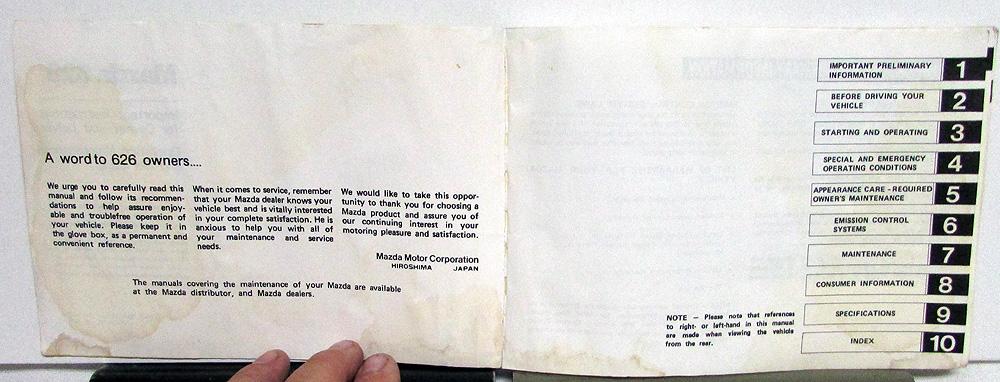 A word to 626 owners....
We urge you to carefully read this
manual and follow its recommen-
dations to help assure enjoy-
able and troublefree operation of
your vehicle. Please keep it in
the glove box, as a permanent and
convenient reference.
When it comes to service, remember
that your Mazda dealer knows your
vehicle best and is vitally interested
in your complete satisfaction. He is
anxious to help you with all of
your maintenance and service
needs.
We would like to take this oppor-
tunity to thank you for choosing a
Mazda product and assure you of
our continuing interest in your
motoring pleasure and satisfaction.
Mazda Motor Corporation
HIROSHIMA JAPAN
The manuals covering the maintenance of your Mazda are available
at the Mazda distributor, and Mazda dealers.
IMPORTANT PRELIMINARY
INFORMATION 1
BEFORE DRIVING YOUR
VEHICLE 2
STARTING AND OPERATING 3
SPECIAL AND EMERGENCY
OPERATING CONDITIONS 4
APPEARANCE CARE - REQUIRED
OWNER'S MAINTENANCE 5
EMISSION CONTROL
SYSTEMS 6
MAINTENANCE 7
CONSUMER INFORMATION 8
SPECIFICATIONS 9
INDEX 10
NOTE - Please note that references
to right- or left-hand in this manual
are made when viewing the vehicle
from the rear.